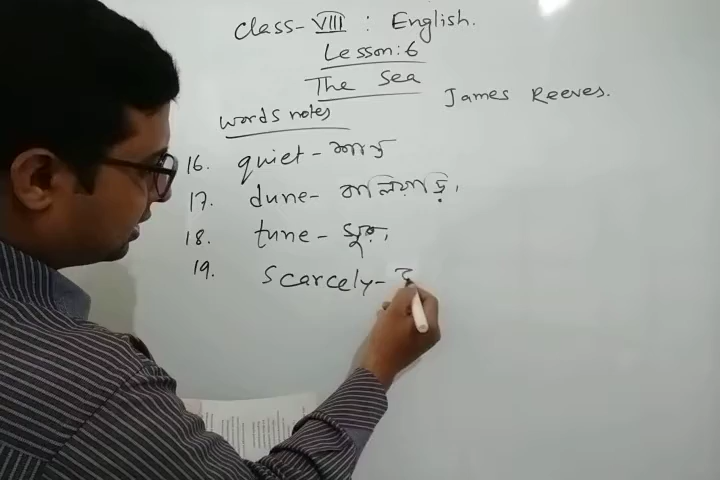 Class-VIII : English.
Lesson:6
The Sea
James Reeves.
Words notes
16. quiet - শান্ত
17. dune - বালিয়াড়ি,
18. tune - সুর,
19. Scarcely -